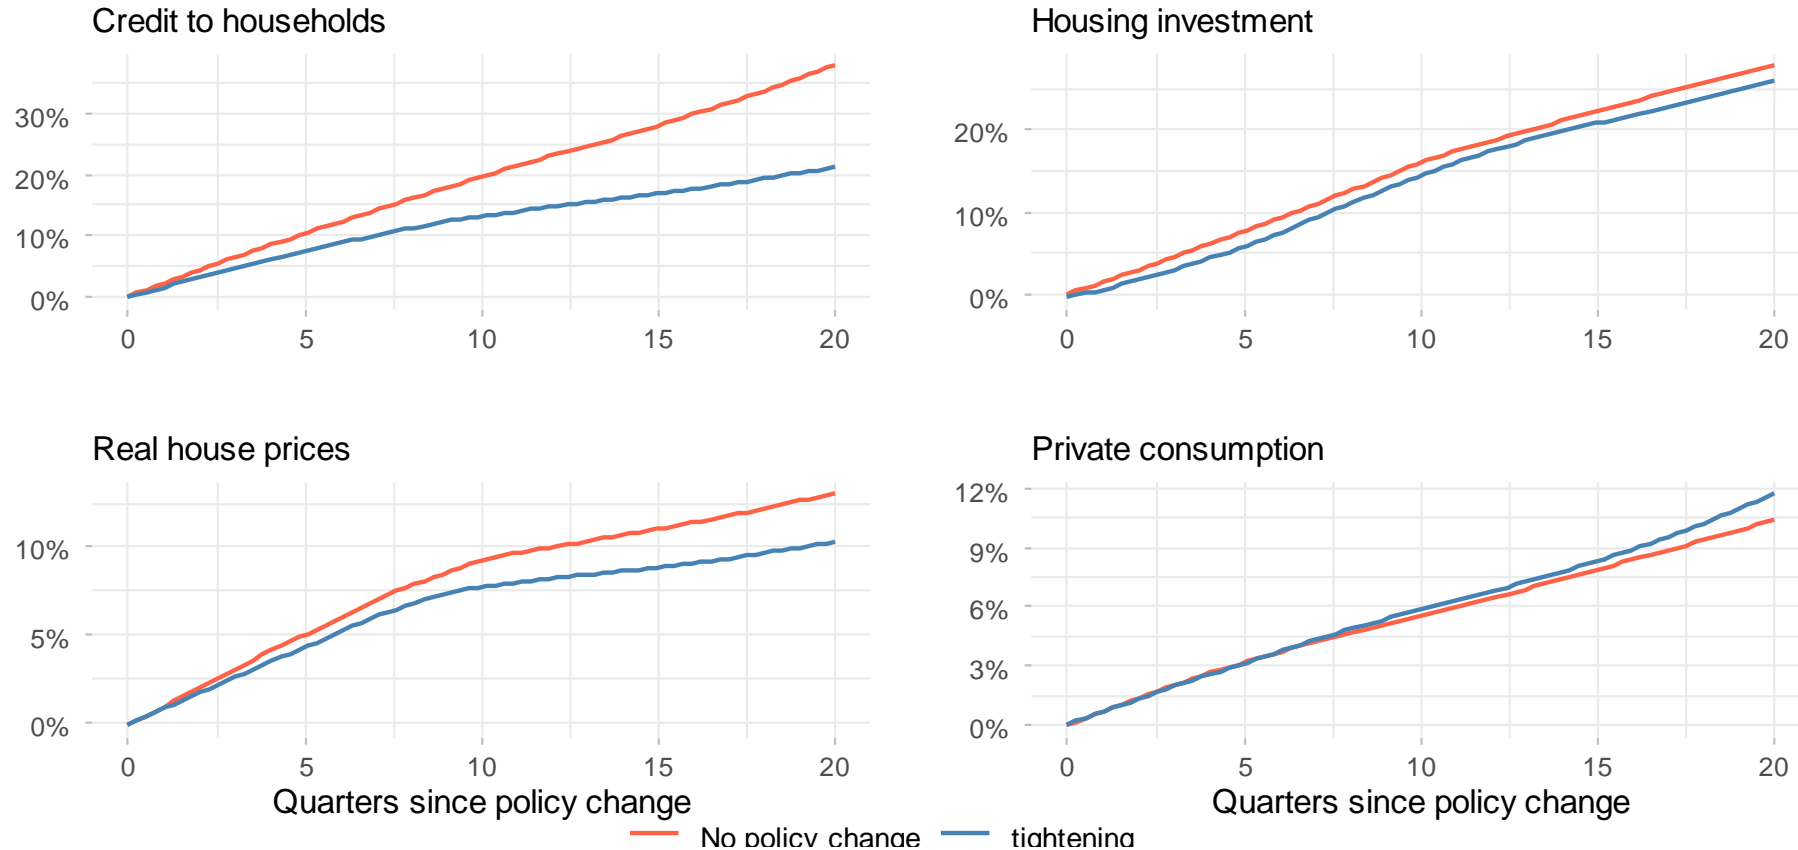 Credit to households
30%
20%
10%
0%
0 5 10 15 20
Housing investment
20%
10%
0%
0 5 10 15 20
Real house prices
10%
5%
0%
0 5 10 15 20
Quarters since policy change
Private consumption
12%
9%
6%
3%
0%
0 5 10 15 20
Quarters since policy change
No policy change tightening